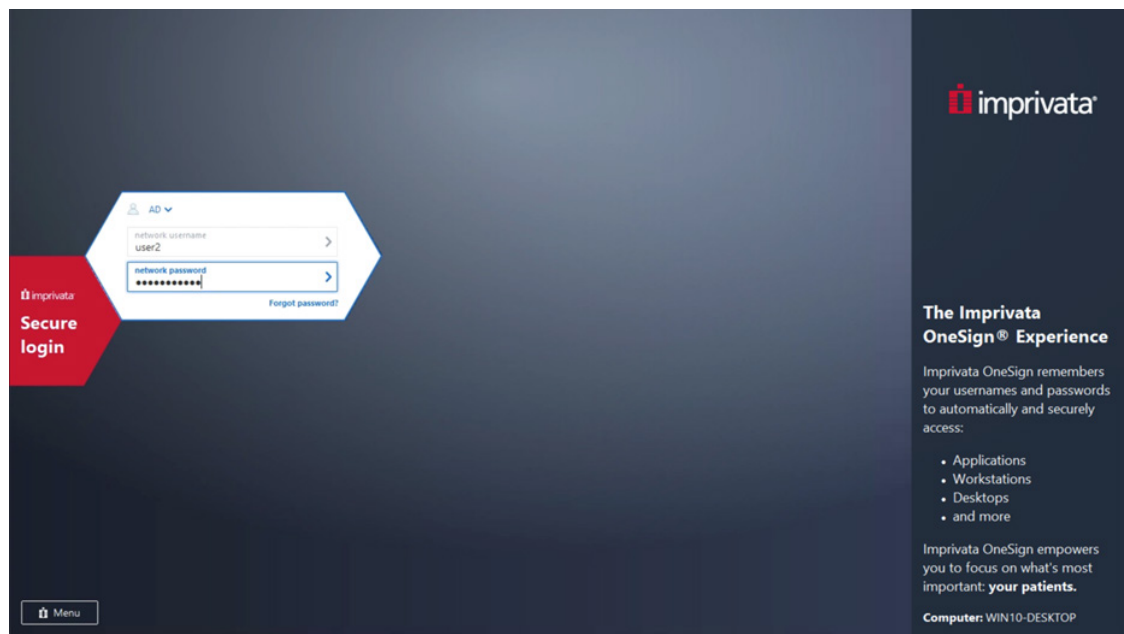 imprivata®
AD
network username
user2
network password
•••••••••••
Forgot password?
imprivata
Secure
login
The Imprivata
OneSign® Experience
Imprivata OneSign remembers
your usernames and passwords
to automatically and securely
access:
• Applications
• Workstations
• Desktops
• and more
Imprivata OneSign empowers
you to focus on what's most
important: your patients.
Menu
Computer: WIN10-DESKTOP